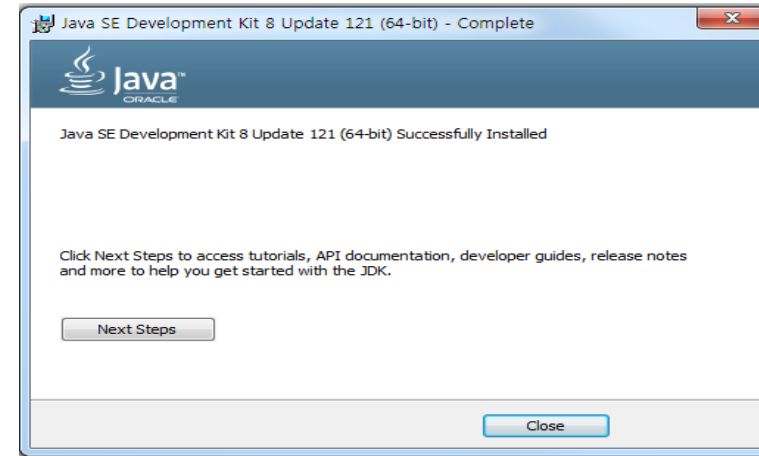 Java SE Development Kit 8 Update 121 (64-bit) - Complete
Java™
ORACLE
Java SE Development Kit 8 Update 121 (64-bit) Successfully Installed
Click Next Steps to access tutorials, API documentation, developer guides, release notes
and more to help you get started with the JDK.
Next Steps
Close